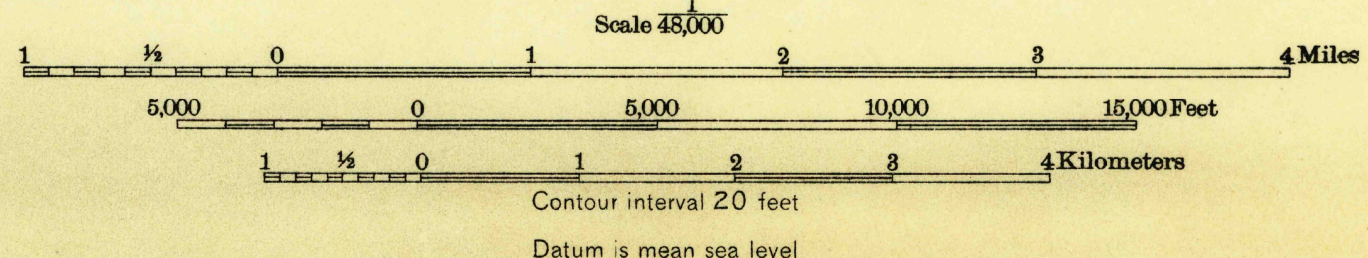 Scale 1/48,000
1 ½ 0 1 2 3 4 Miles
5,000 0 5,000 10,000 15,000 Feet
1 ½ 0 1 2 3 4 Kilometers
Contour interval 20 feet
Datum is mean sea level